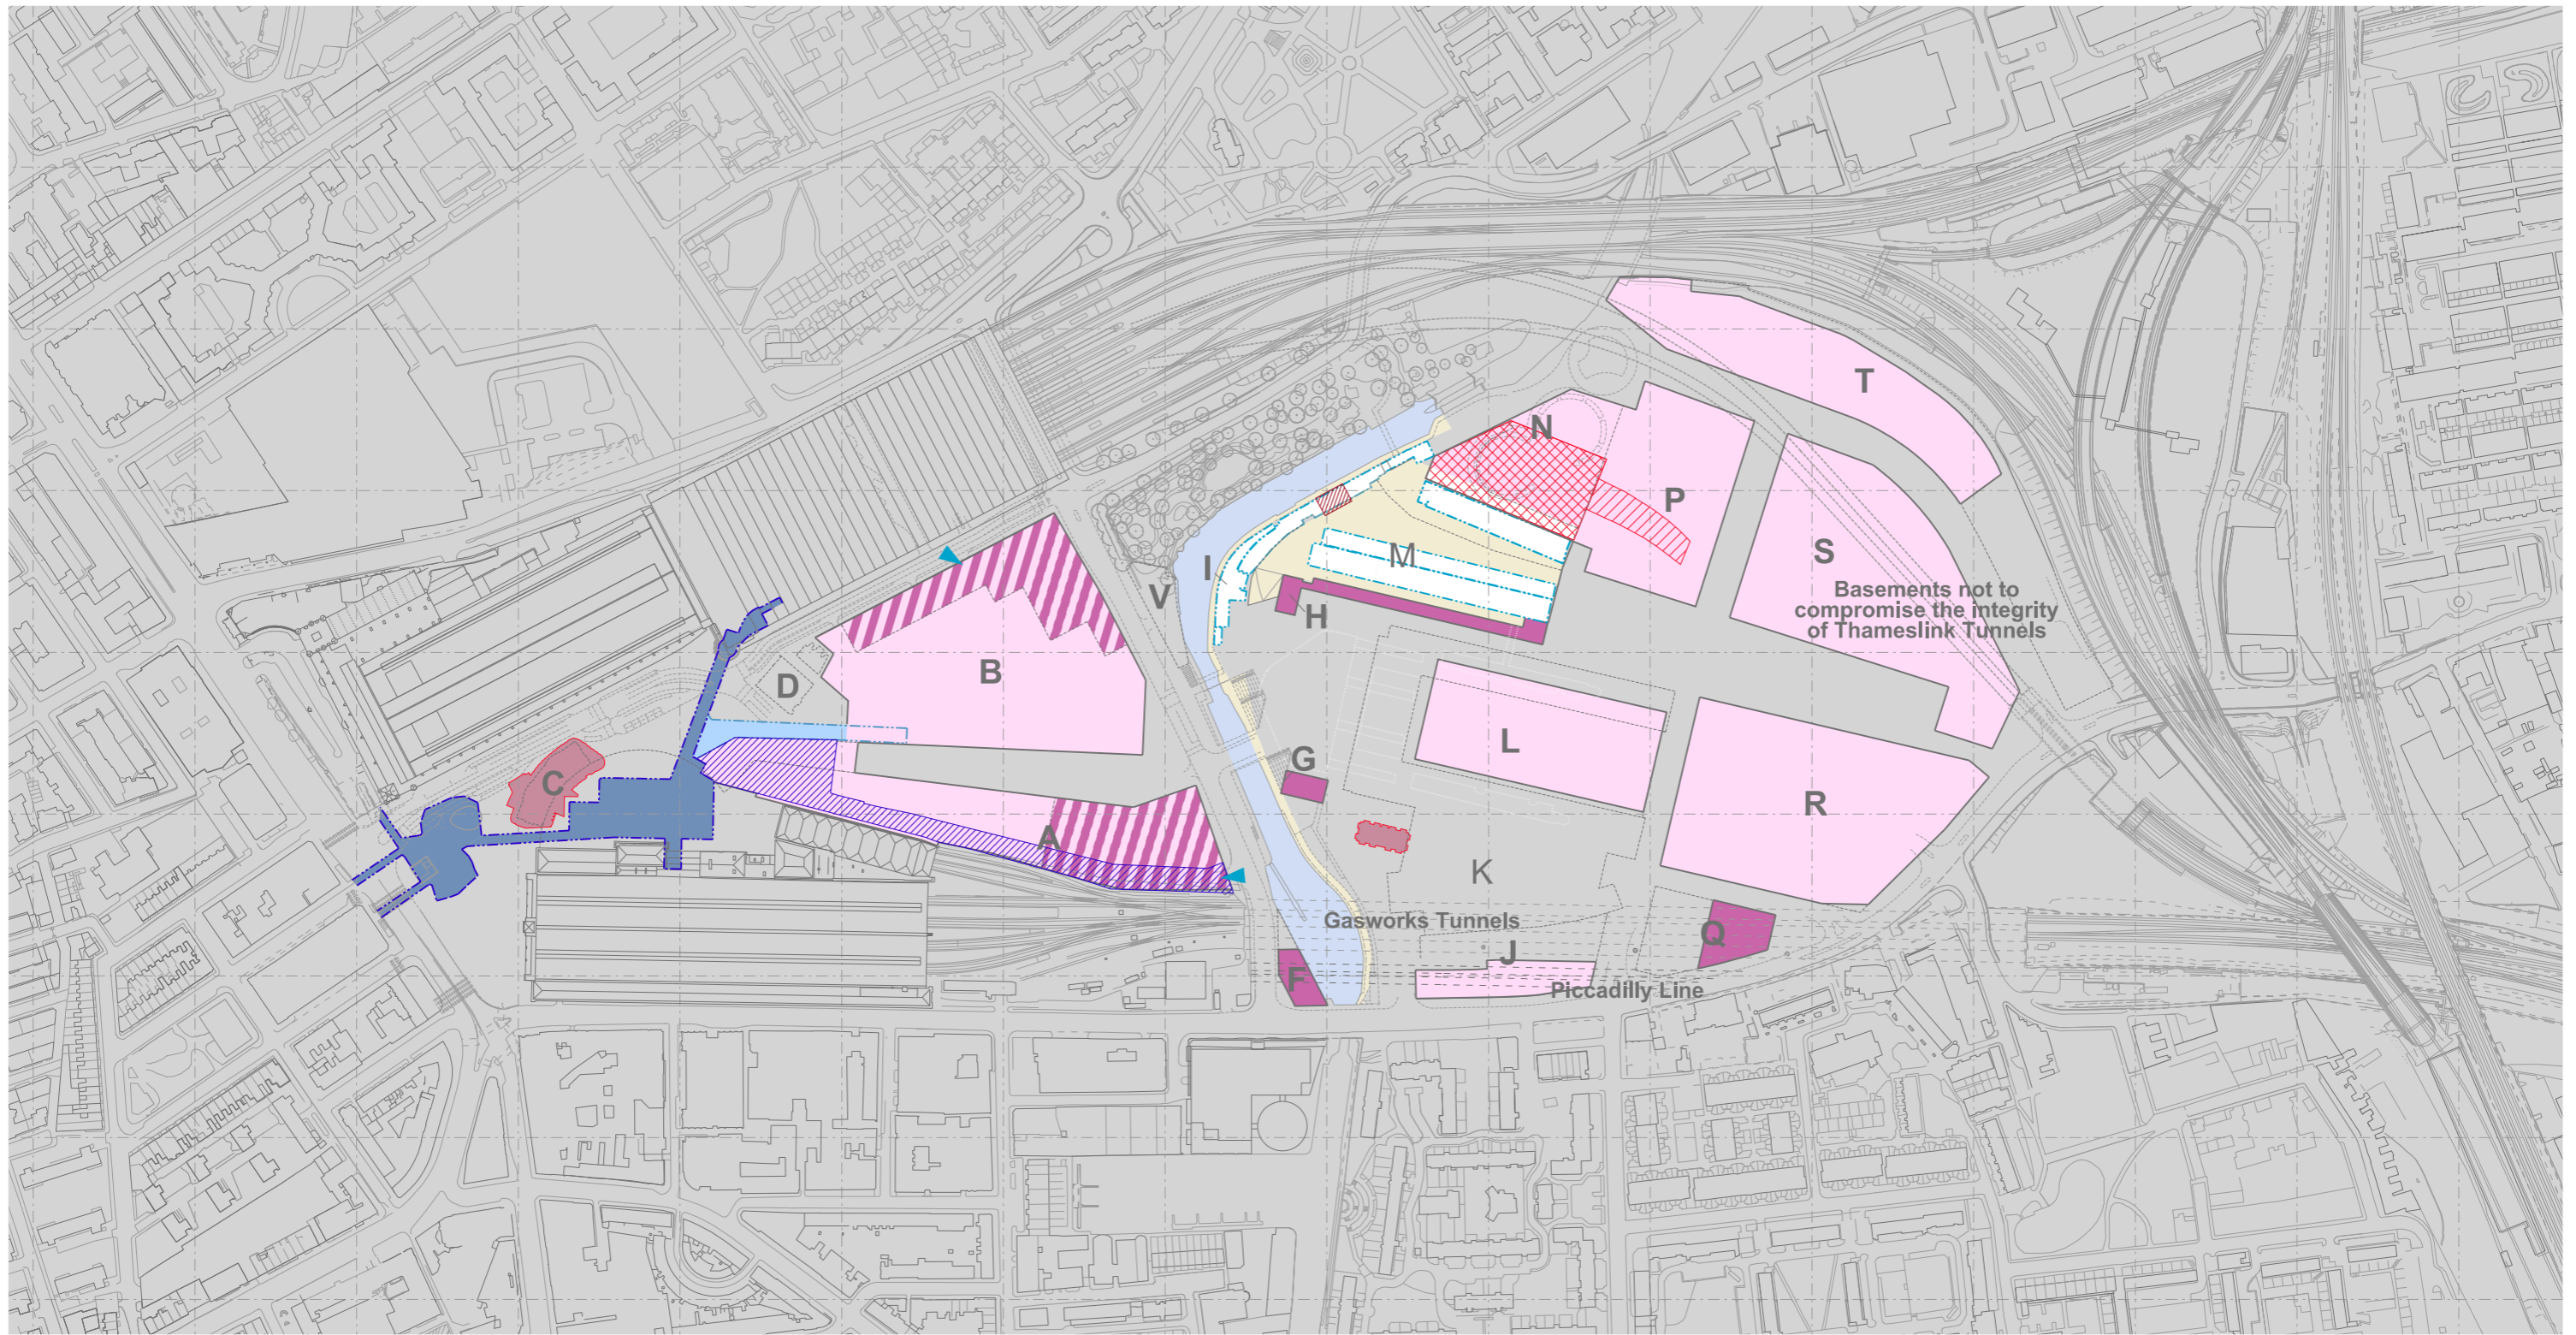 T
N
P
S
Basements not to
compromise the integrity
of Thameslink Tunnels
M
I
V
H
B
D
L
G
C
R
A
K
Gasworks Tunnels
Q
J
F
Piccadilly Line